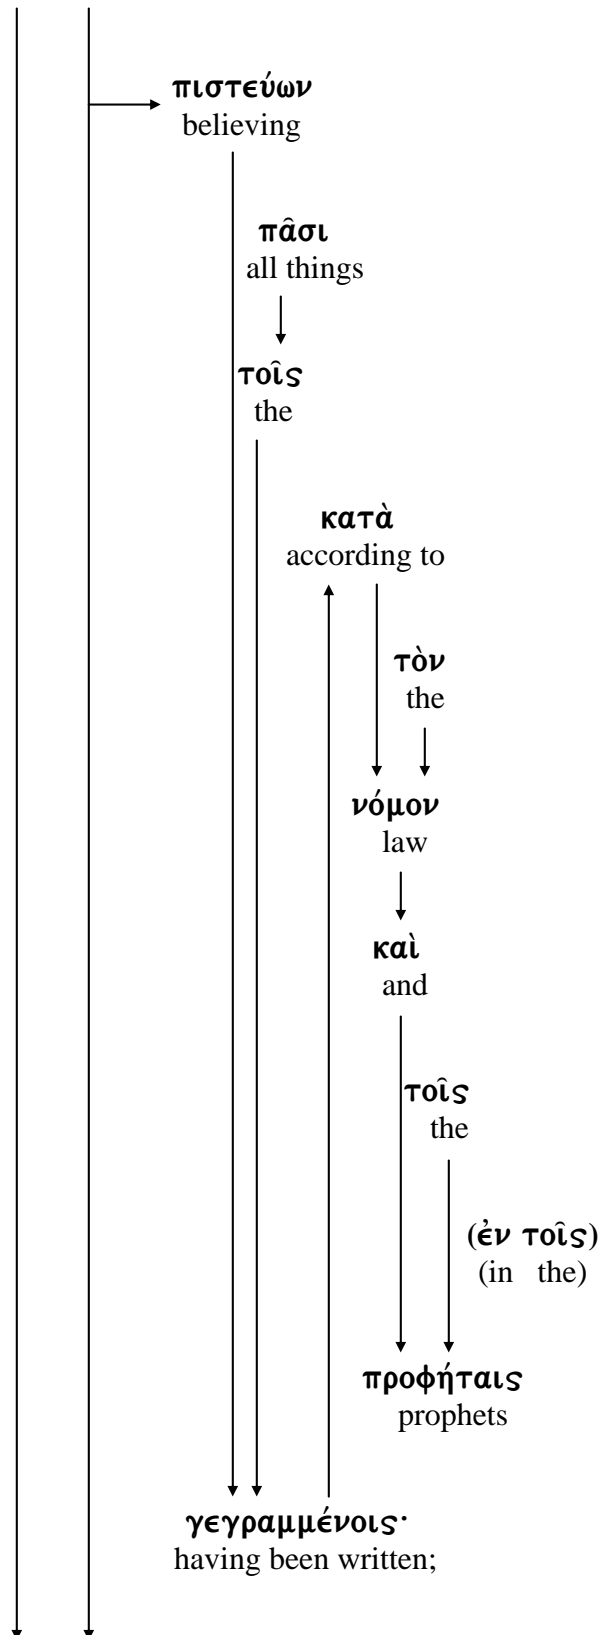 πιστεύων
believing
πᾶσι
all things
τοῖς
the
κατὰ
according to
τὸν
the
νόμον
law
καὶ
and
τοῖς
the
(ἐν τοῖς)
(in the)
προφήταις
prophets
γεγραμμένοις·
having been written;